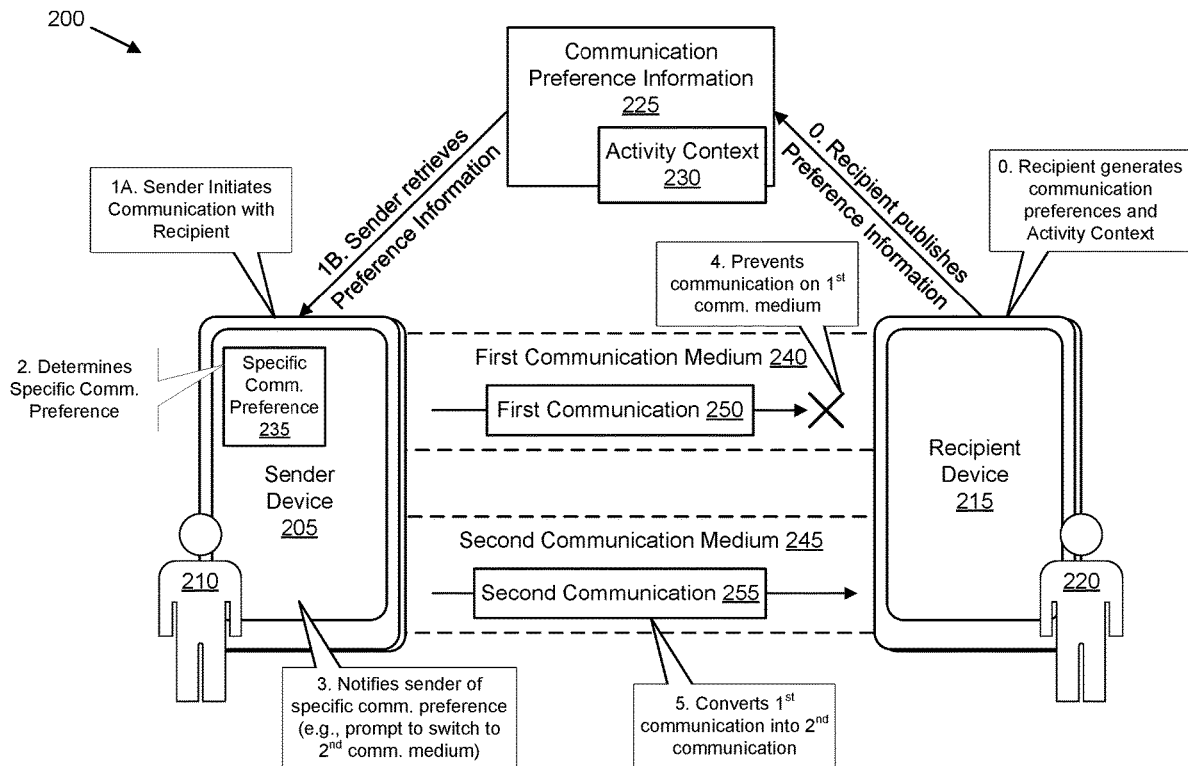 200
Communication
Preference Information
225
Activity Context
230
1B. Sender retrieves
Preference Information
0. Recipient publishes
Preference Information
1A. Sender Initiates
Communication with
Recipient
0. Recipient generates
communication
preferences and
Activity Context
4. Prevents
communication on 1st
comm. medium
2. Determines
Specific Comm.
Preference
Specific
Comm.
Preference
235
Sender
Device
205
210
First Communication Medium 240
First Communication 250
Second Communication Medium 245
Second Communication 255
Recipient
Device
215
220
3. Notifies sender of
specific comm. preference
(e.g., prompt to switch to
2nd comm. medium)
5. Converts 1st
communication into 2nd
communication